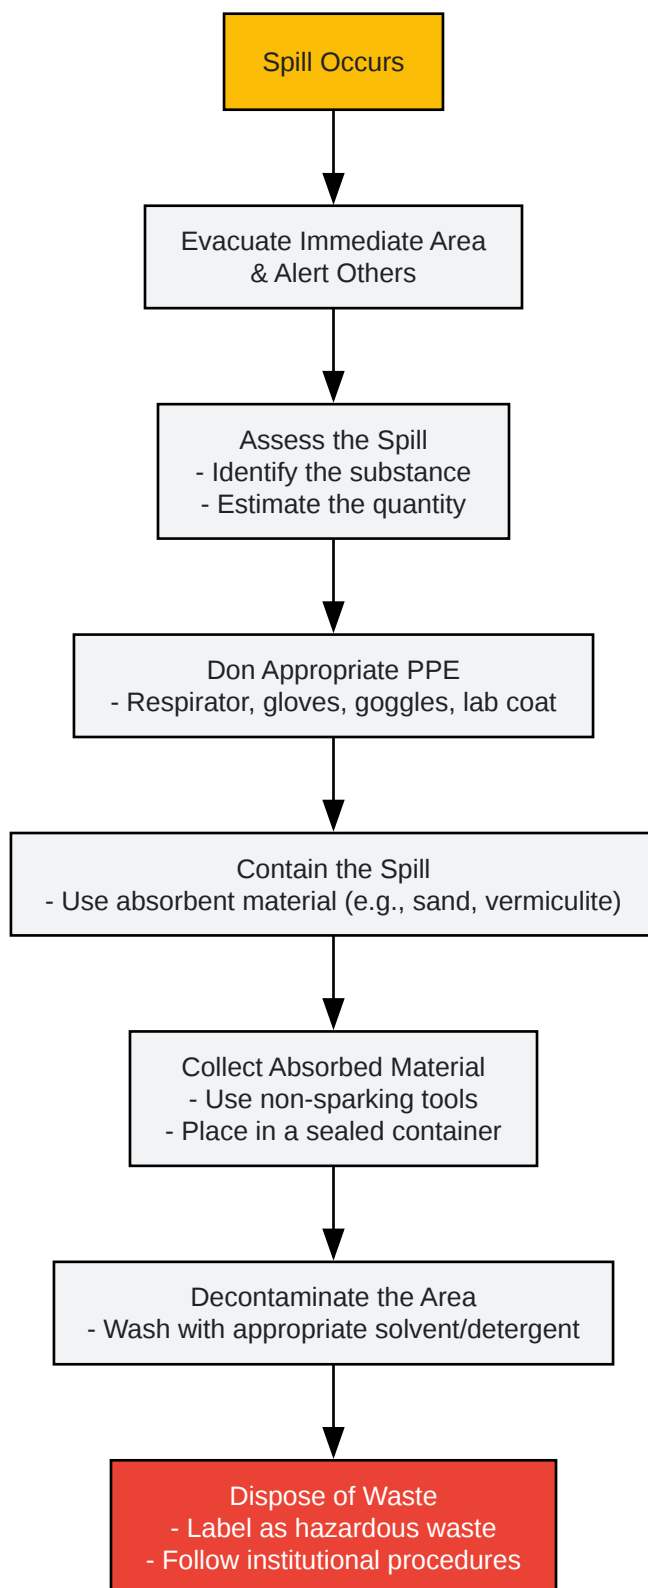 Spill Occurs
Evacuate Immediate Area
& Alert Others
Assess the Spill
- Identify the substance
- Estimate the quantity
Don Appropriate PPE
- Respirator, gloves, goggles, lab coat
Contain the Spill
- Use absorbent material (e.g., sand, vermiculite)
Collect Absorbed Material
- Use non-sparking tools
- Place in a sealed container
Decontaminate the Area
- Wash with appropriate solvent/detergent
Dispose of Waste
- Label as hazardous waste
- Follow institutional procedures